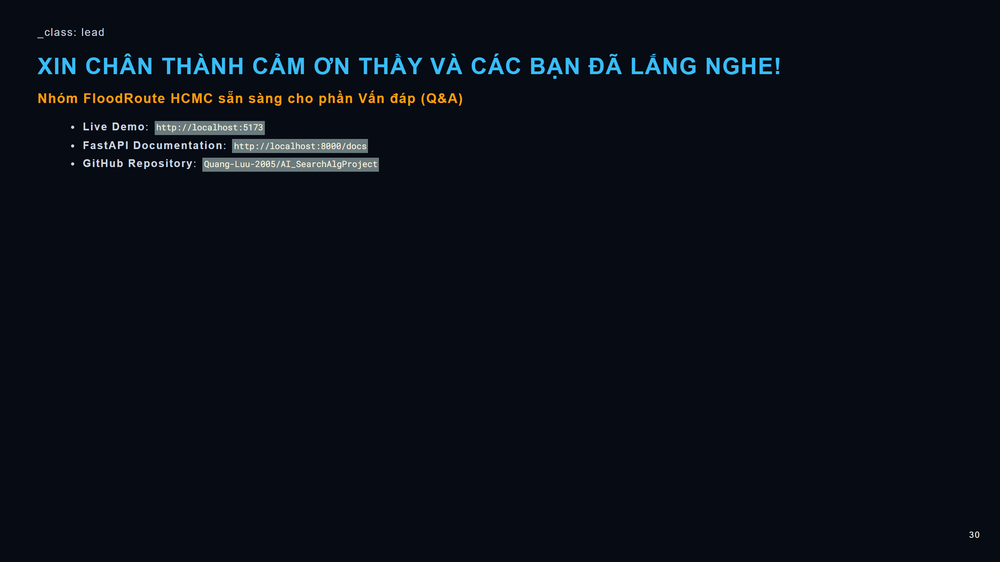 _class: lead
XIN CHÂN THÀNH CẢM ƠN THẦY VÀ CÁC BẠN ĐÃ LẮNG NGHE!
Nhóm FloodRoute HCMC sẵn sàng cho phần Vấn đáp (Q&A)
• Live Demo: http://localhost:5173
• FastAPI Documentation: http://localhost:8000/docs
• GitHub Repository: Quang-Luu-2005/AI_SearchAlgProject
30